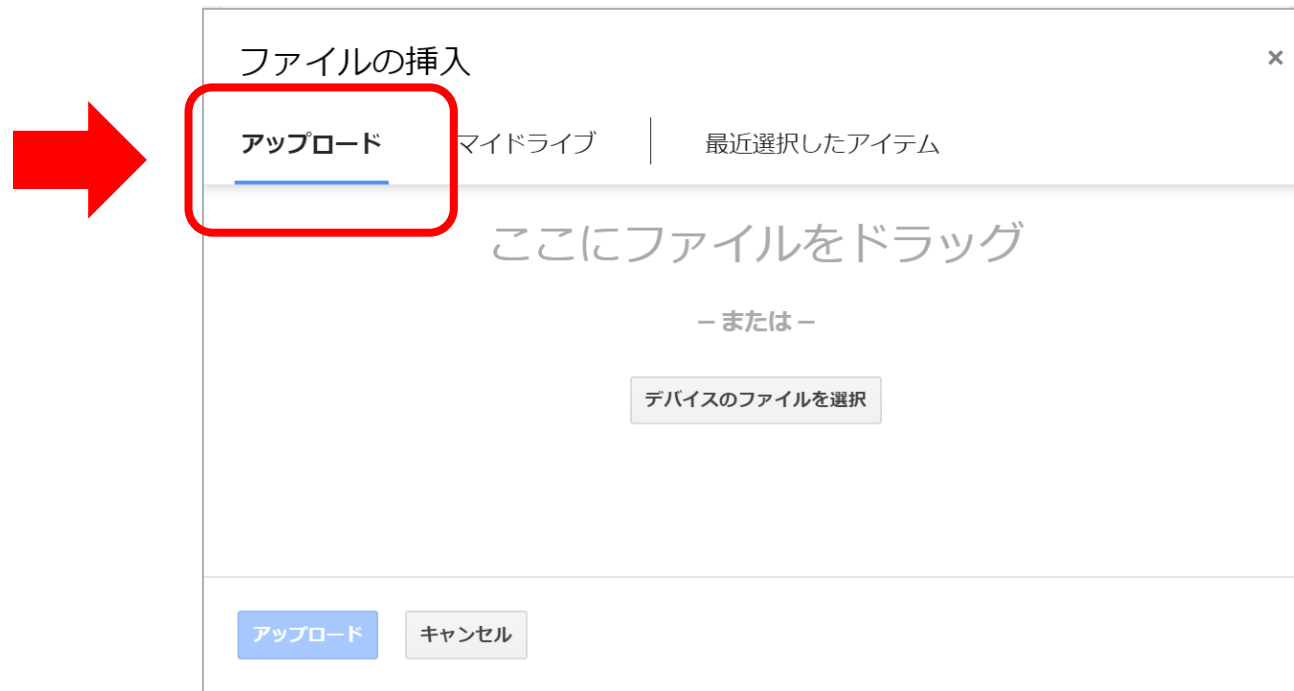 ファイルの挿入
×
アップロード マイドライブ 最近選択したアイテム
ここにファイルをドラッグ
– または –
デバイスのファイルを選択
アップロード キャンセル